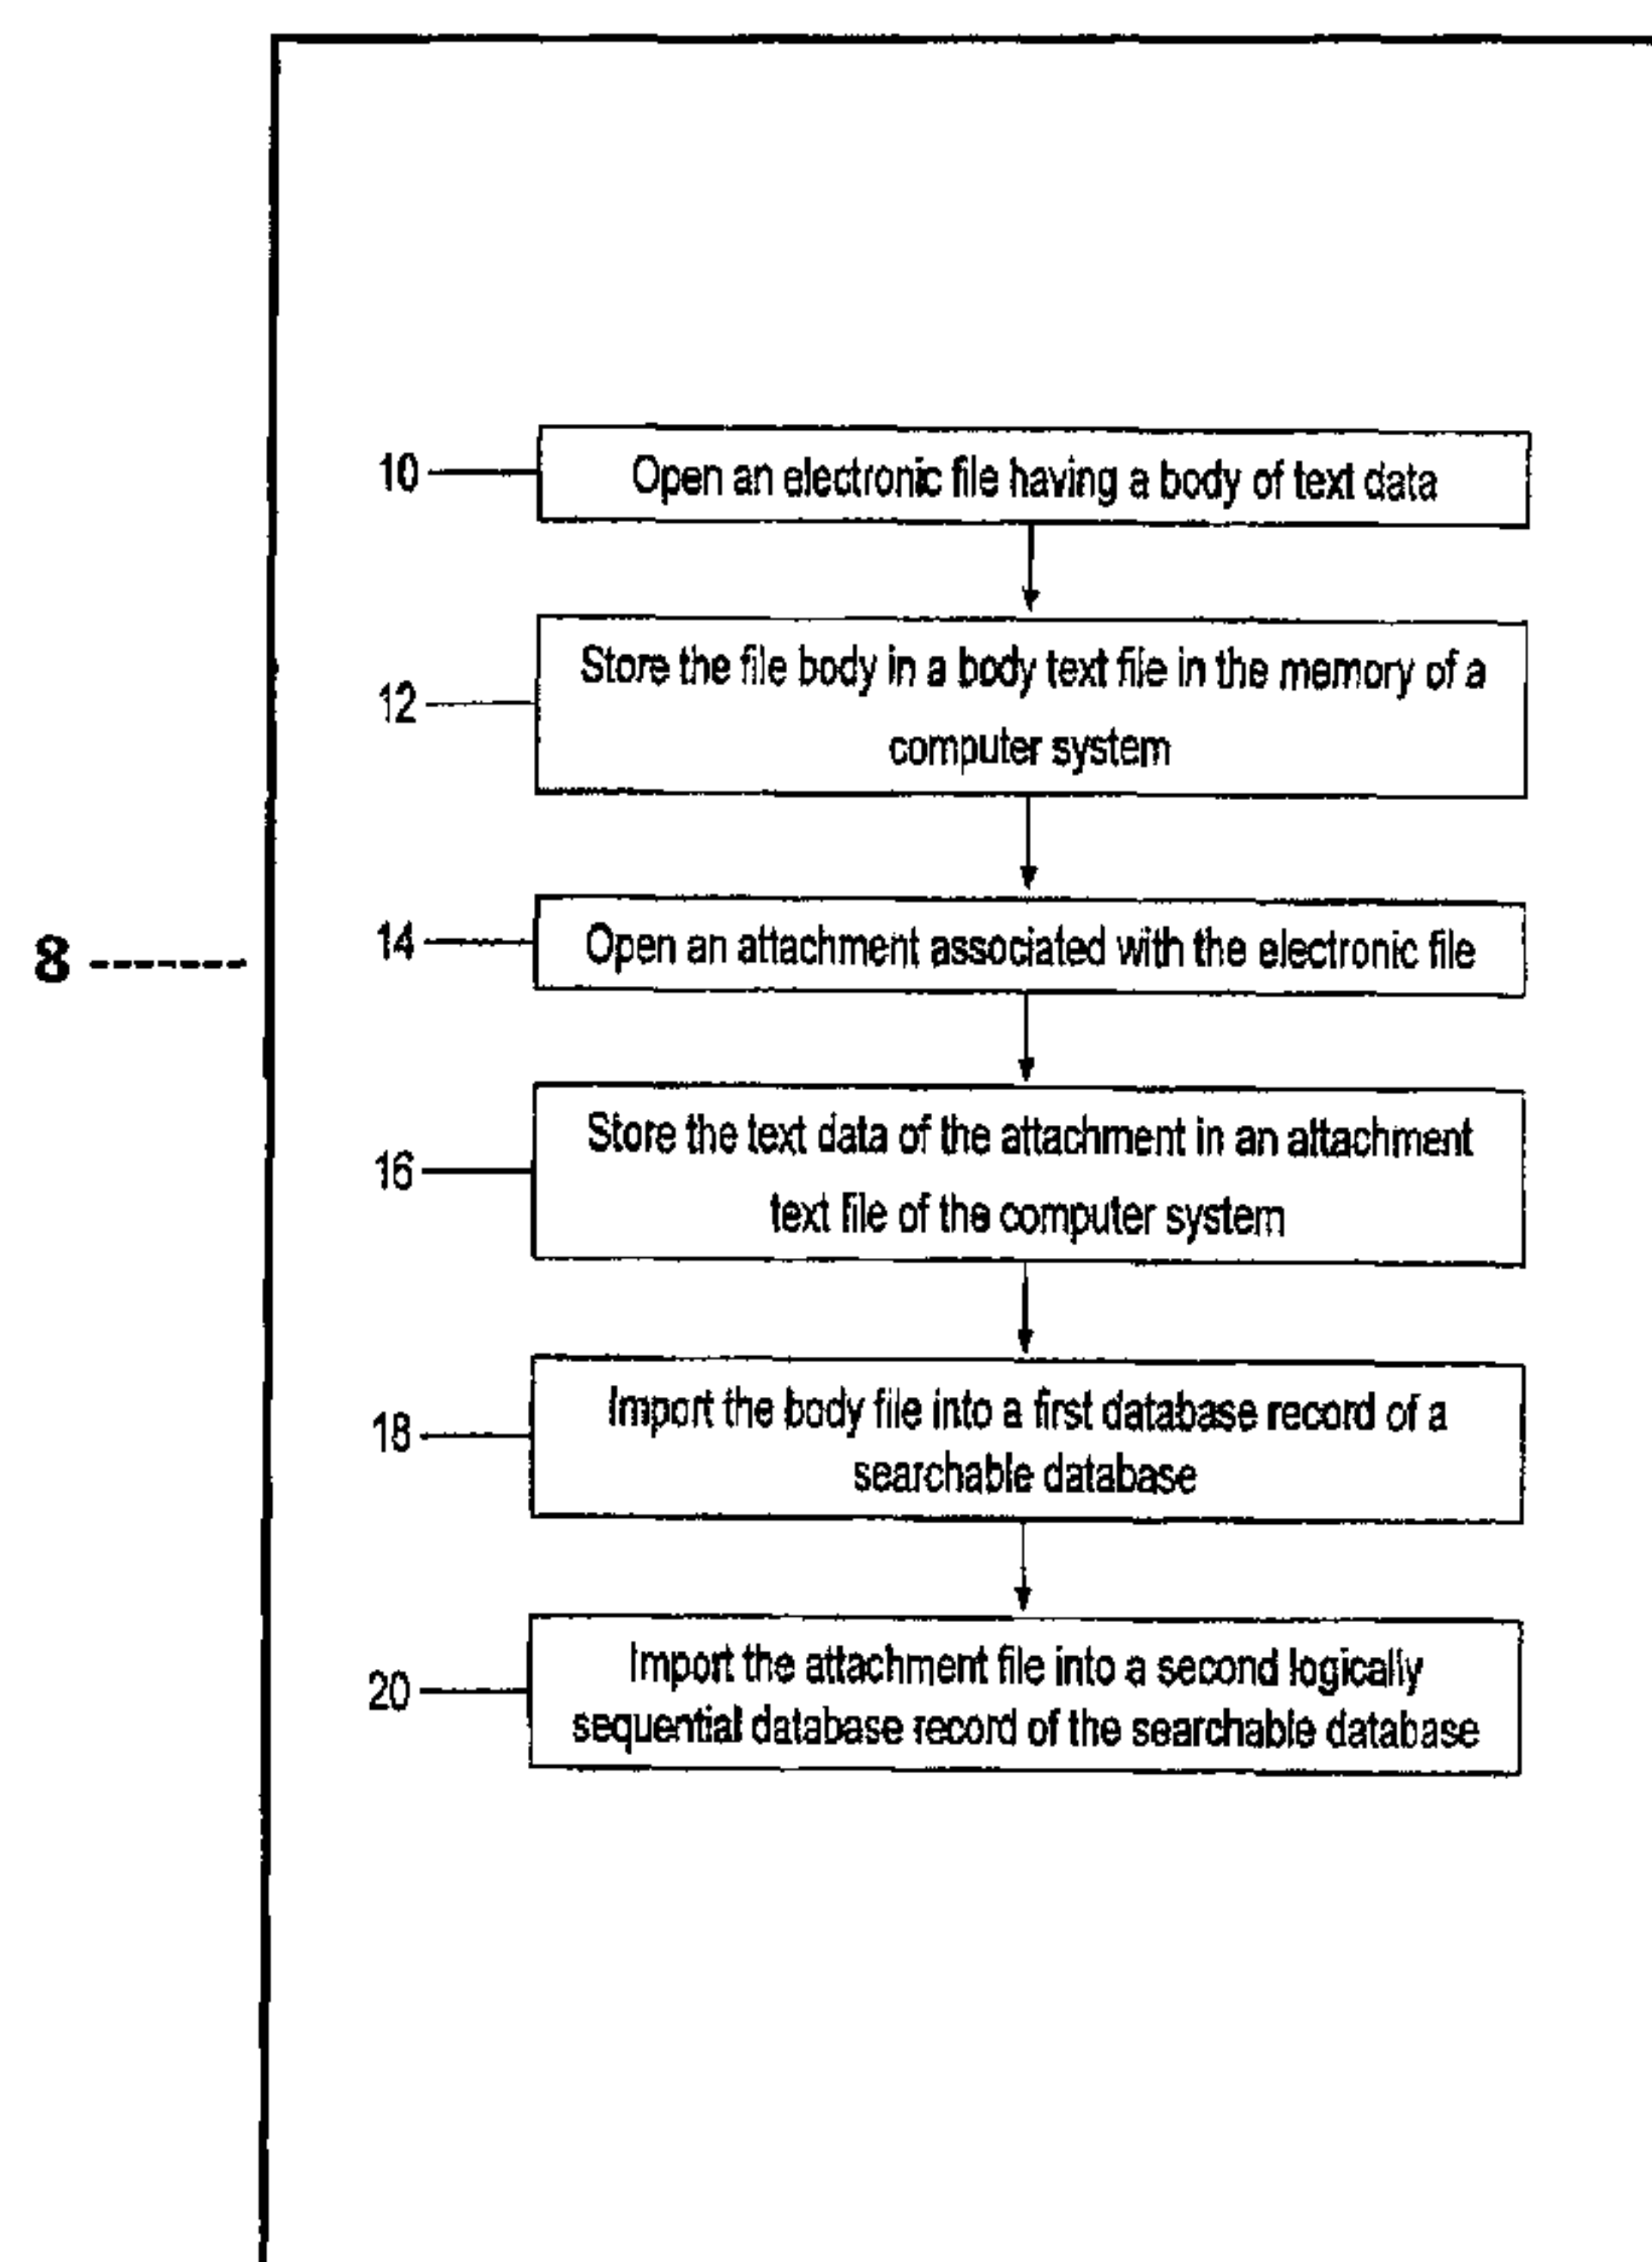 10
Open an electronic file having a body of text data
12
Store the file body in a body text file in the memory of a
computer system
8
14
Open an attachment associated with the electronic file
16
Store the text data of the attachment in an attachment
text file of the computer system
18
Import the body file into a first database record of a
searchable database
20
Import the attachment file into a second logically
sequential database record of the searchable database